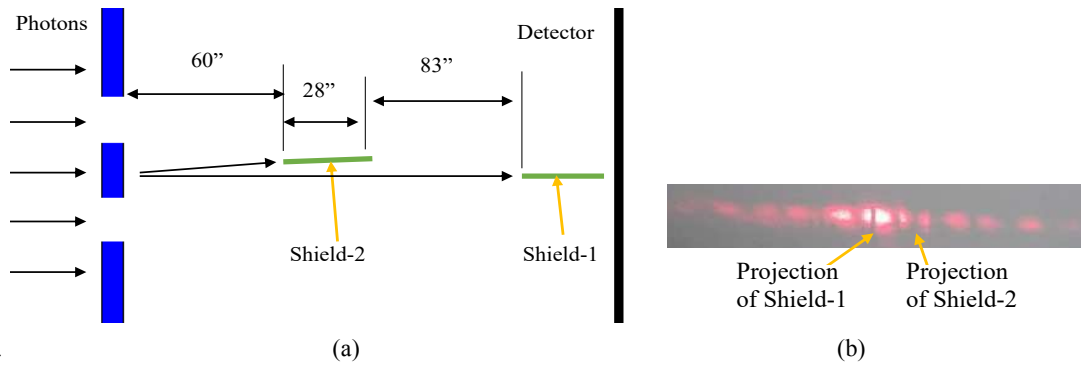 Photons
Detector
60”
83”
28”
Shield-2
Shield-1
Projection
of Shield-1
Projection
of Shield-2
(a)
(b)